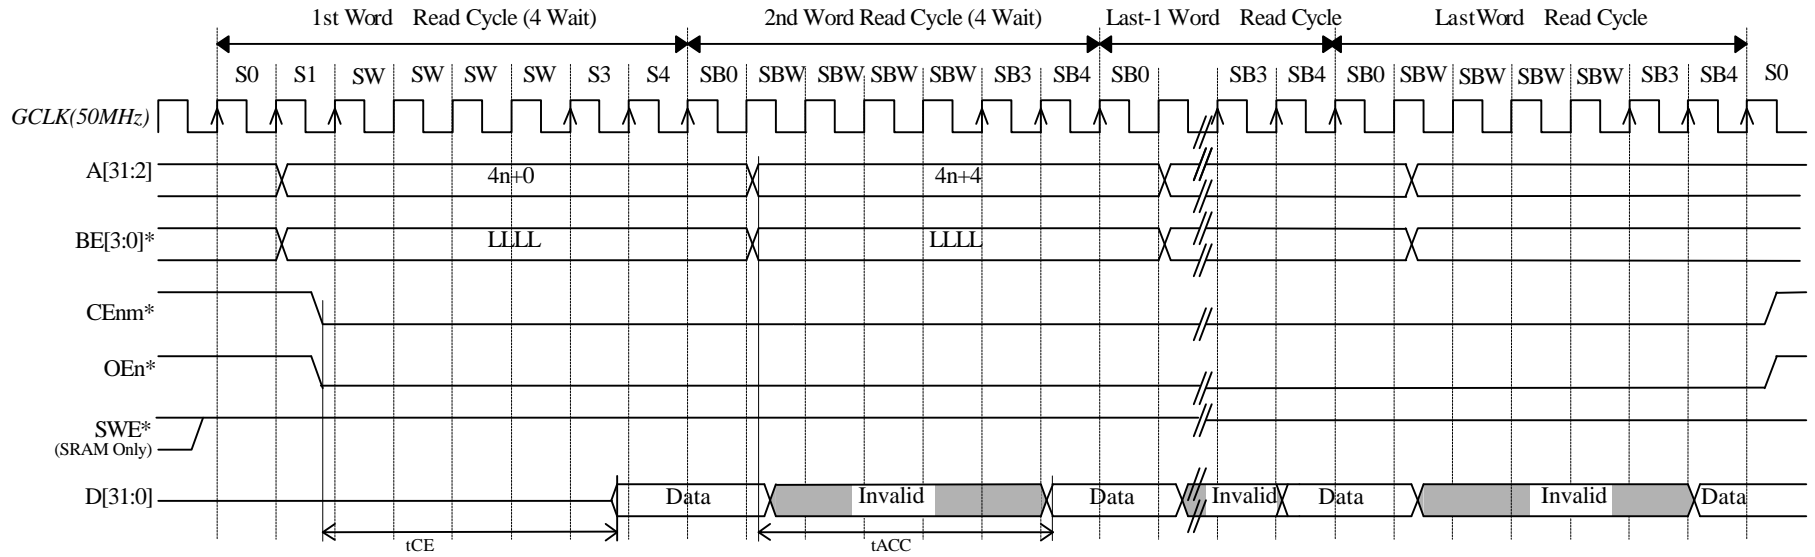 1st Word Read Cycle (4 Wait) 2nd Word Read Cycle (4 Wait) Last-1 Word Read Cycle Last Word Read Cycle
S0 S1 SW SW SW SW S3 S4 SB0 SBW SBW SBW SBW SB3 SB4 SB0 SB3 SB4 SB0 SBW SBW SBW SBW SB3 SB4 S0
GCLK(50MHz)
A[31:2] 4n+0 4n+4
BE[3:0]* LLLL LLLL
CEnm*
OEn*
SWE*
(SRAM Only)
D[31:0] Data Invalid Data Invalid Data Invalid Data
tCE tACC